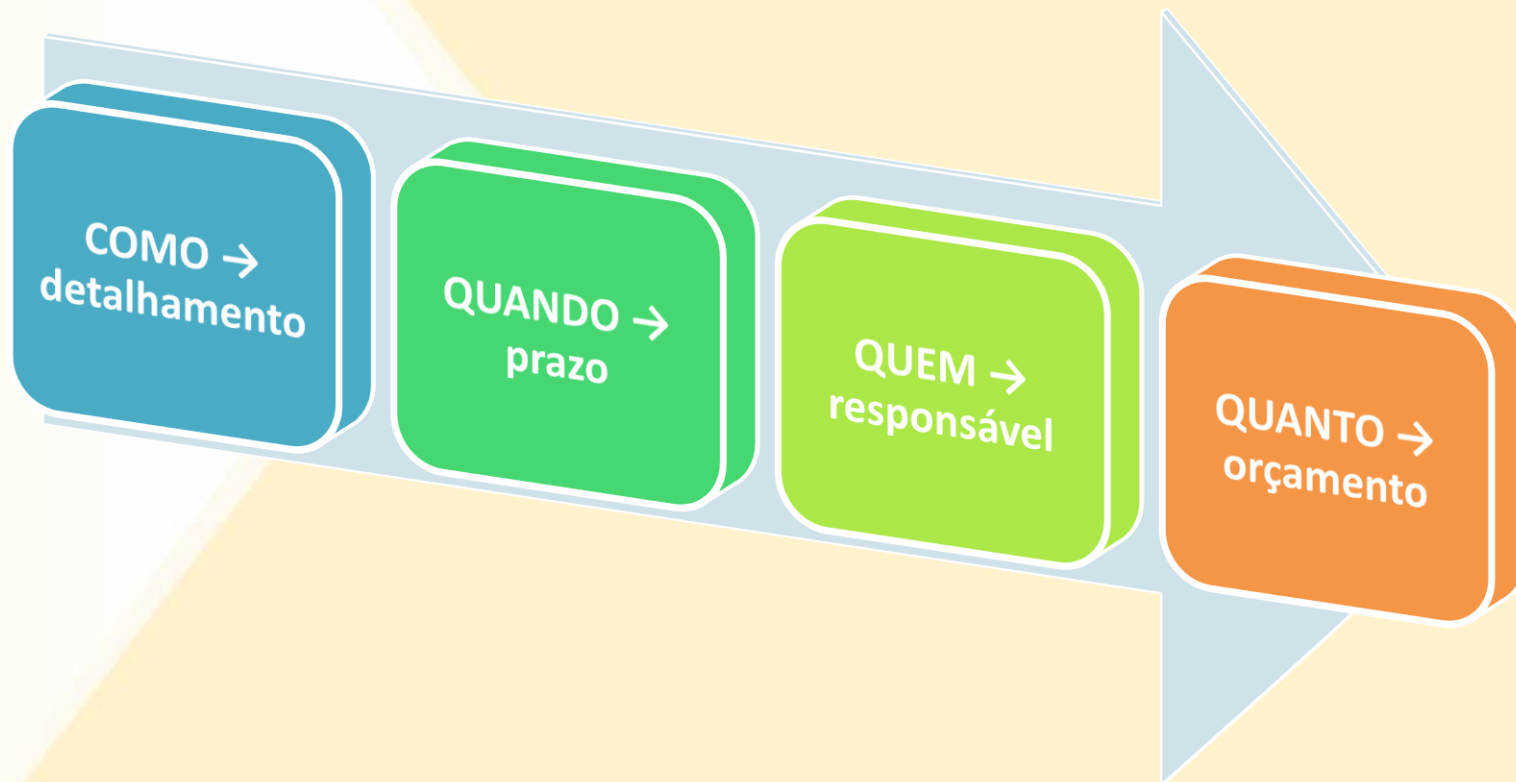 COMO →
detalhamento
QUANDO →
prazo
QUEM →
responsável
QUANTO →
orçamento